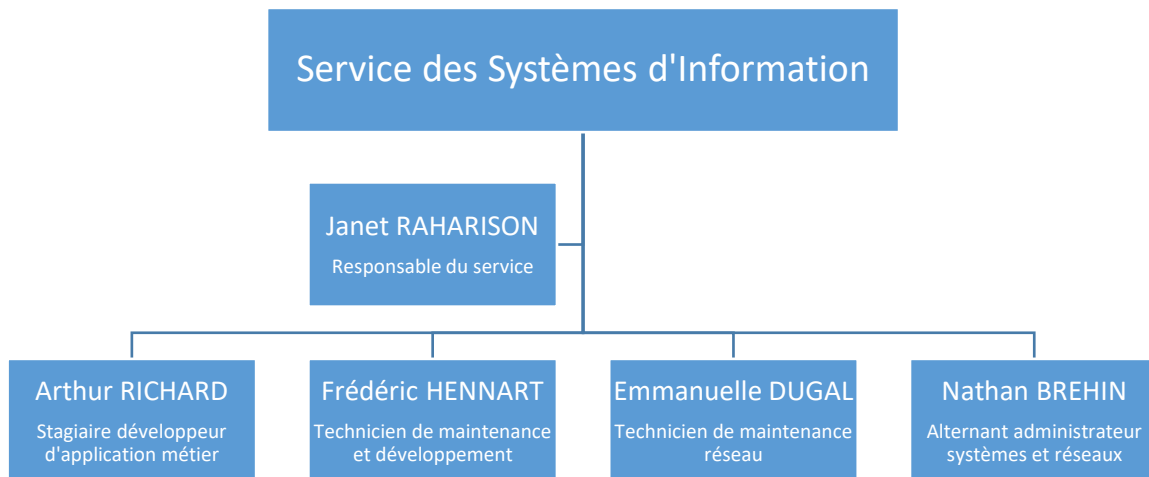 Service des Systèmes d'Information
Janet RAHARISON
Responsable du service
Arthur RICHARD
Stagiaire développeur
d'application métier
Frédéric HENNART
Technicien de maintenance
et développement
Emmanuelle DUGAL
Technicien de maintenance
réseau
Nathan BREHIN
Alternant administrateur
systèmes et réseaux